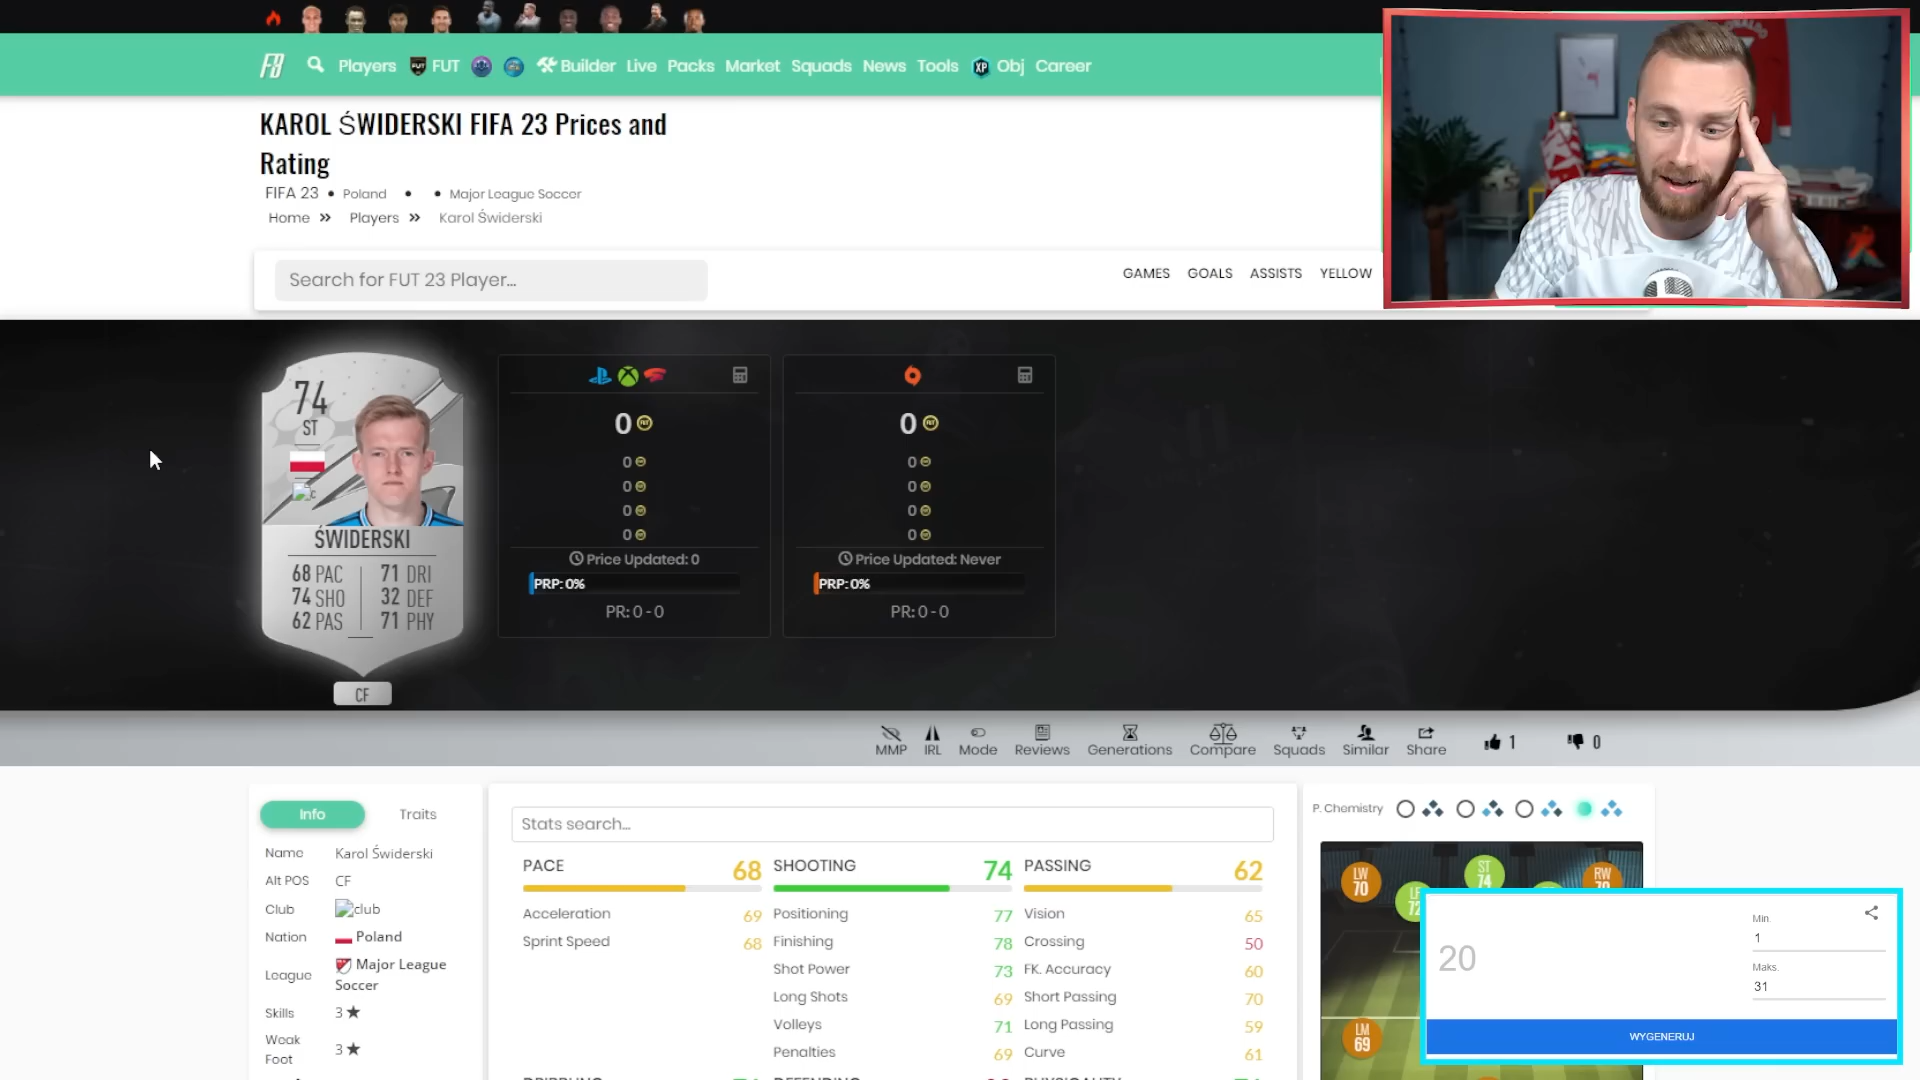 Players FUT Builder Live Packs Market Squads News Tools XP Obj Career
KAROL ŚWIDERSKI FIFA 23 Prices and
Rating
FIFA 23 • Poland • • Major League Soccer
Home » Players » Karol Świderski
Search for FUT 23 Player...
GAMES GOALS ASSISTS YELLOW
74
ST
ŚWIDERSKI
68 PAC 71 DRI
74 SHO 32 DEF
62 PAS 71 PHY
CF
0
0
0
0
0
Price Updated: 0
PRP: 0%
PR: 0 - 0
0
0
0
0
0
Price Updated: Never
PRP: 0%
PR: 0 - 0
MMP IRL Mode Reviews Generations Compare Squads Similar Share 1 0
Info Traits
Name Karol Świderski
Alt POS CF
Club club
Nation Poland
League Major League
Soccer
Skills 3 ★
Weak
Foot 3 ★
Stats search...
PACE 68
Acceleration 69
Sprint Speed 68
SHOOTING 74
Positioning 77
Finishing 78
Shot Power 73
Long Shots 69
Volleys 71
Penalties 69
PASSING 62
Vision 65
Crossing 50
FK. Accuracy 60
Short Passing 70
Long Passing 59
Curve 61
P. Chemistry
LW
70
ST
74
RW
LM
69
20
Min.
1
Maks.
31
WYGENERUJ